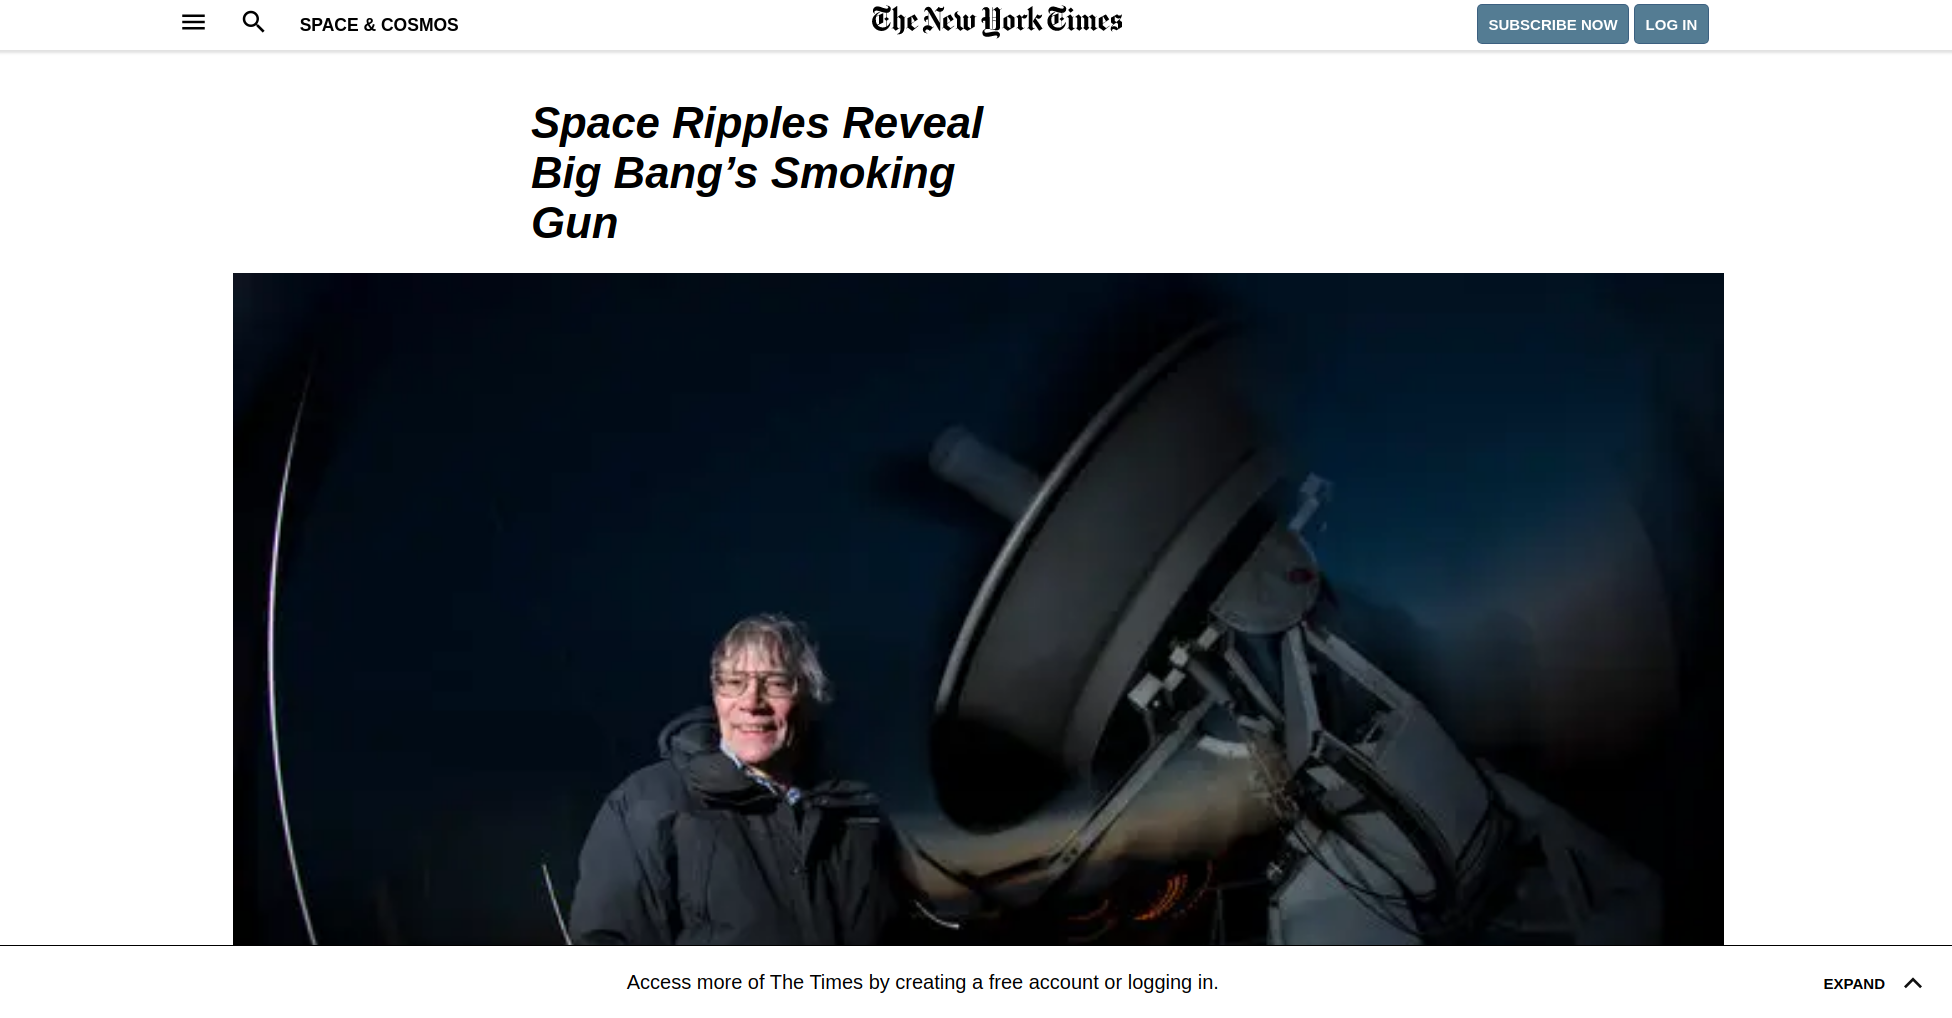 SPACE & COSMOS
The New York Times
SUBSCRIBE NOW
LOG IN
Space Ripples Reveal
Big Bang’s Smoking
Gun
Access more of The Times by creating a free account or logging in.
EXPAND